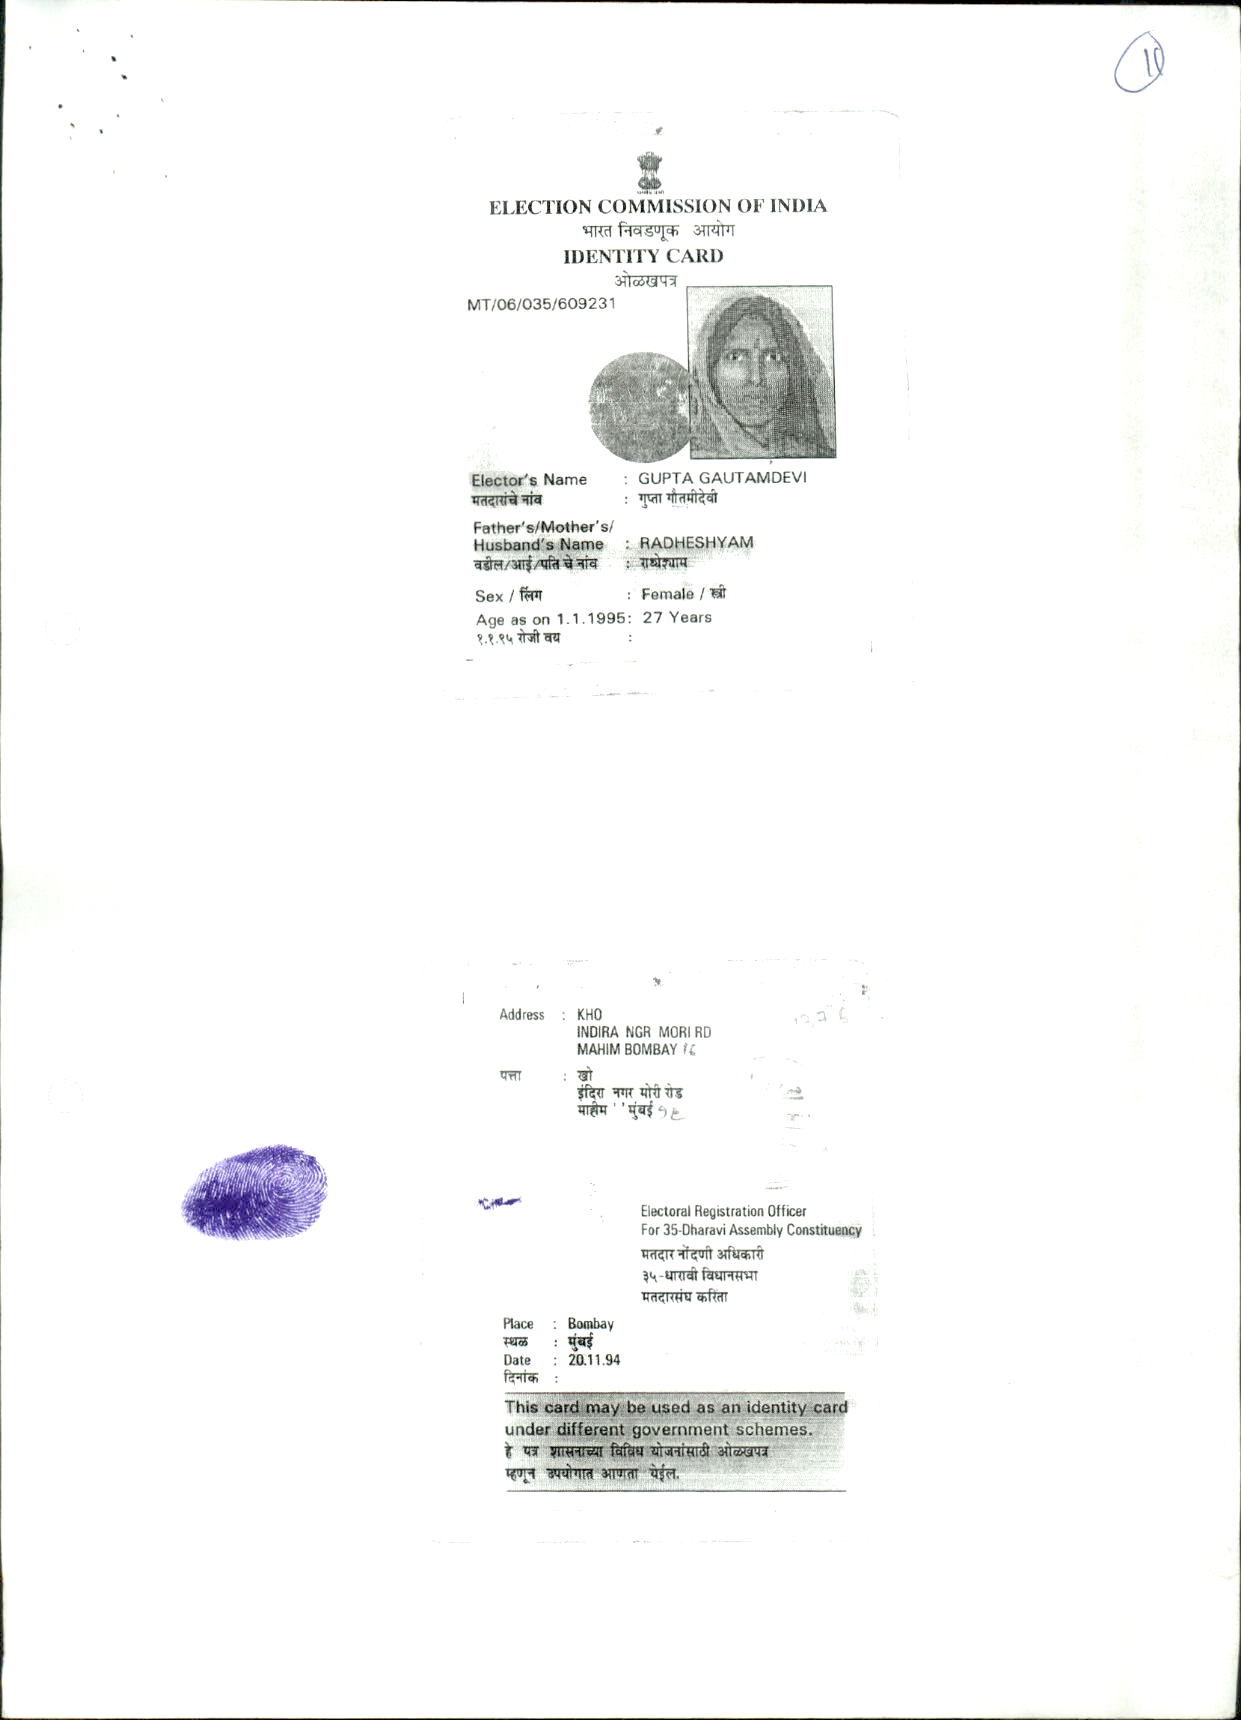 11
ELECTION COMMISSION OF INDIA
भारत निवडणूक आयोग
IDENTITY CARD
ओळखपत्र
MT/06/035/609231
Elector's Name : GUPTA GAUTAMDEVI
मतदाराचे नांव : गुप्ता गौतमीदेवी
Father's/Mother's/
Husband's Name : RADHESHYAM
वडील/आई/पति चे नांव : राधेश्याम
Sex / लिंग : Female / स्त्री
Age as on 1.1.1995: 27 Years
१.१.९५ रोजी वय :
Address : KHO
INDIRA NGR MORI RD
MAHIM BOMBAY 16
पत्ता : खो
इंदिरा नगर मोरी रोड
माहीम ' ' मुंबई १६
Electoral Registration Officer
For 35-Dharavi Assembly Constituency
मतदार नोंदणी अधिकारी
३५-धारावी विधानसभा
मतदारसंघ करिता
Place : Bombay
स्थळ : मुंबई
Date : 20.11.94
दिनांक :
This card may be used as an identity card
under different government schemes.
हे पत्र शासनाच्या विविध योजनांसाठी ओळखपत्र
म्हणून उपयोगात आणता येईल.